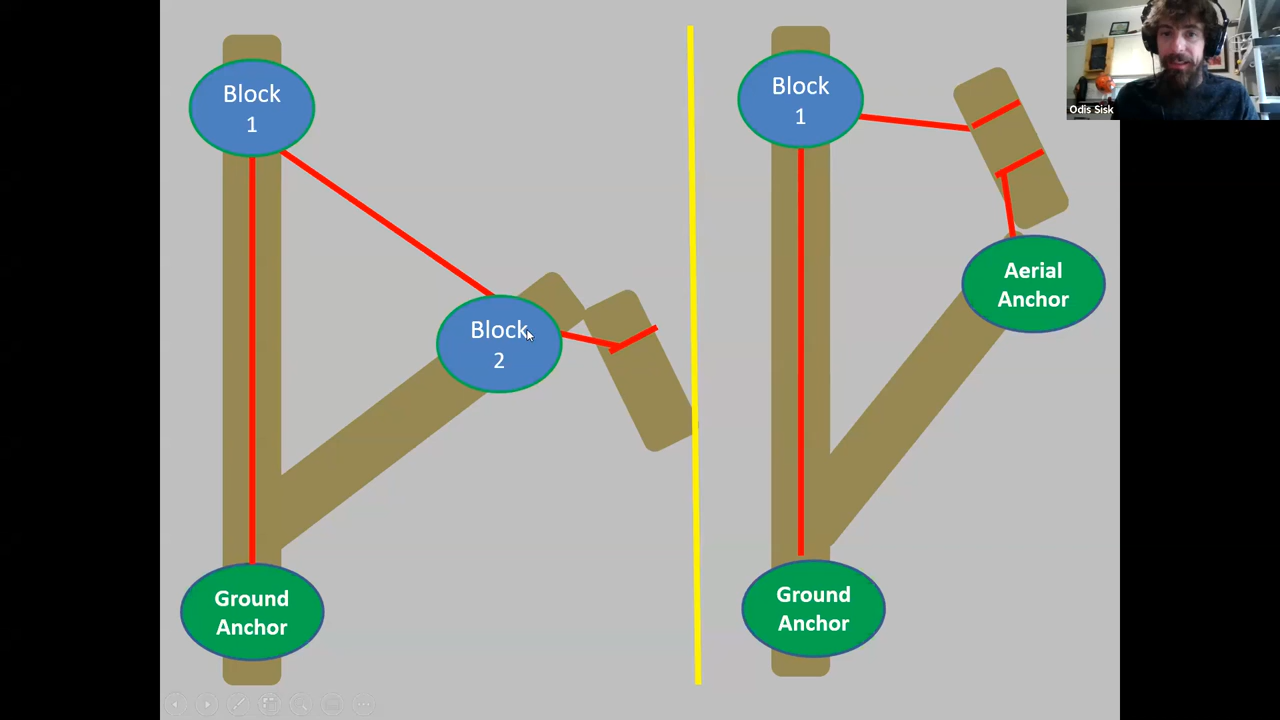 Block
1
Block
2
Ground
Anchor
Block
1
Aerial
Anchor
Ground
Anchor
Odis Sisk